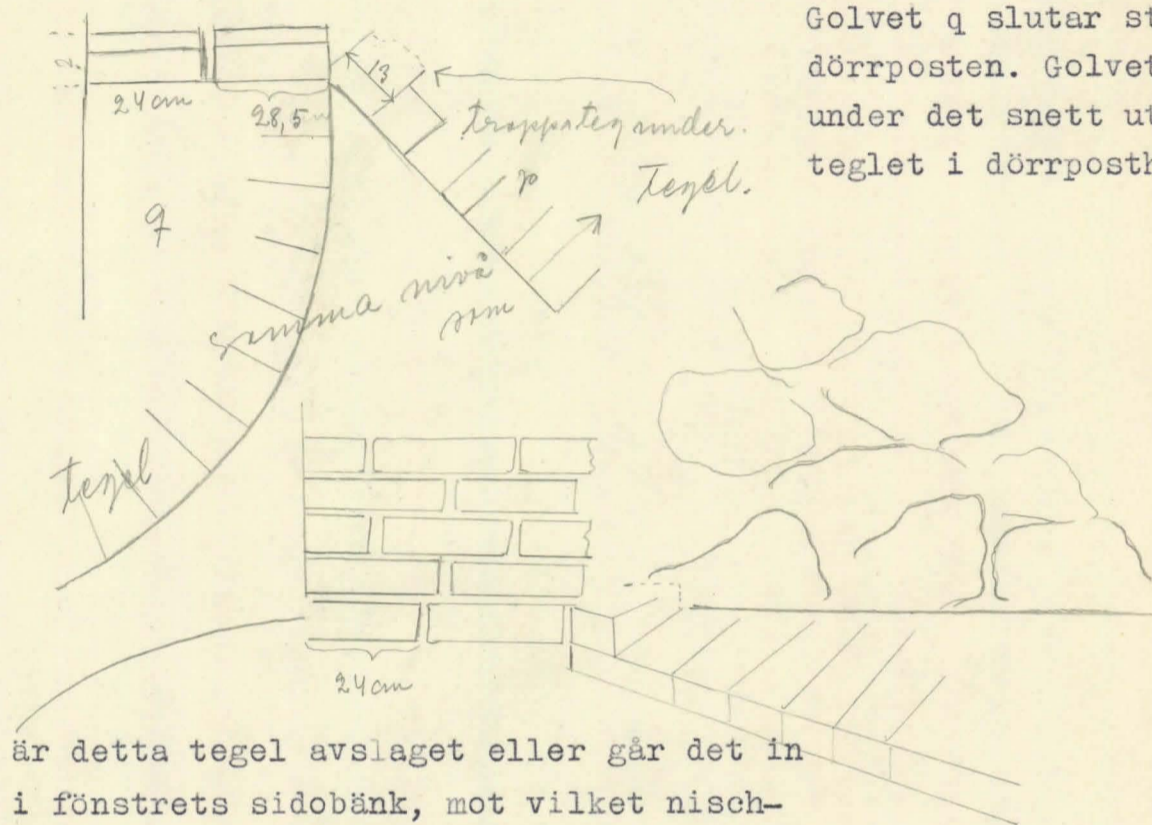 Golvet q slutar st
dörrposten. Golvet
under det snett ut
teglet i dörrposth
24 cm
28,5
13
trappsteg under.
tegel.
p
q
samma nivå
som
tegel
24 cm
är detta tegel avslaget eller går det in
i fönstrets sidobänk, mot vilket nisch-